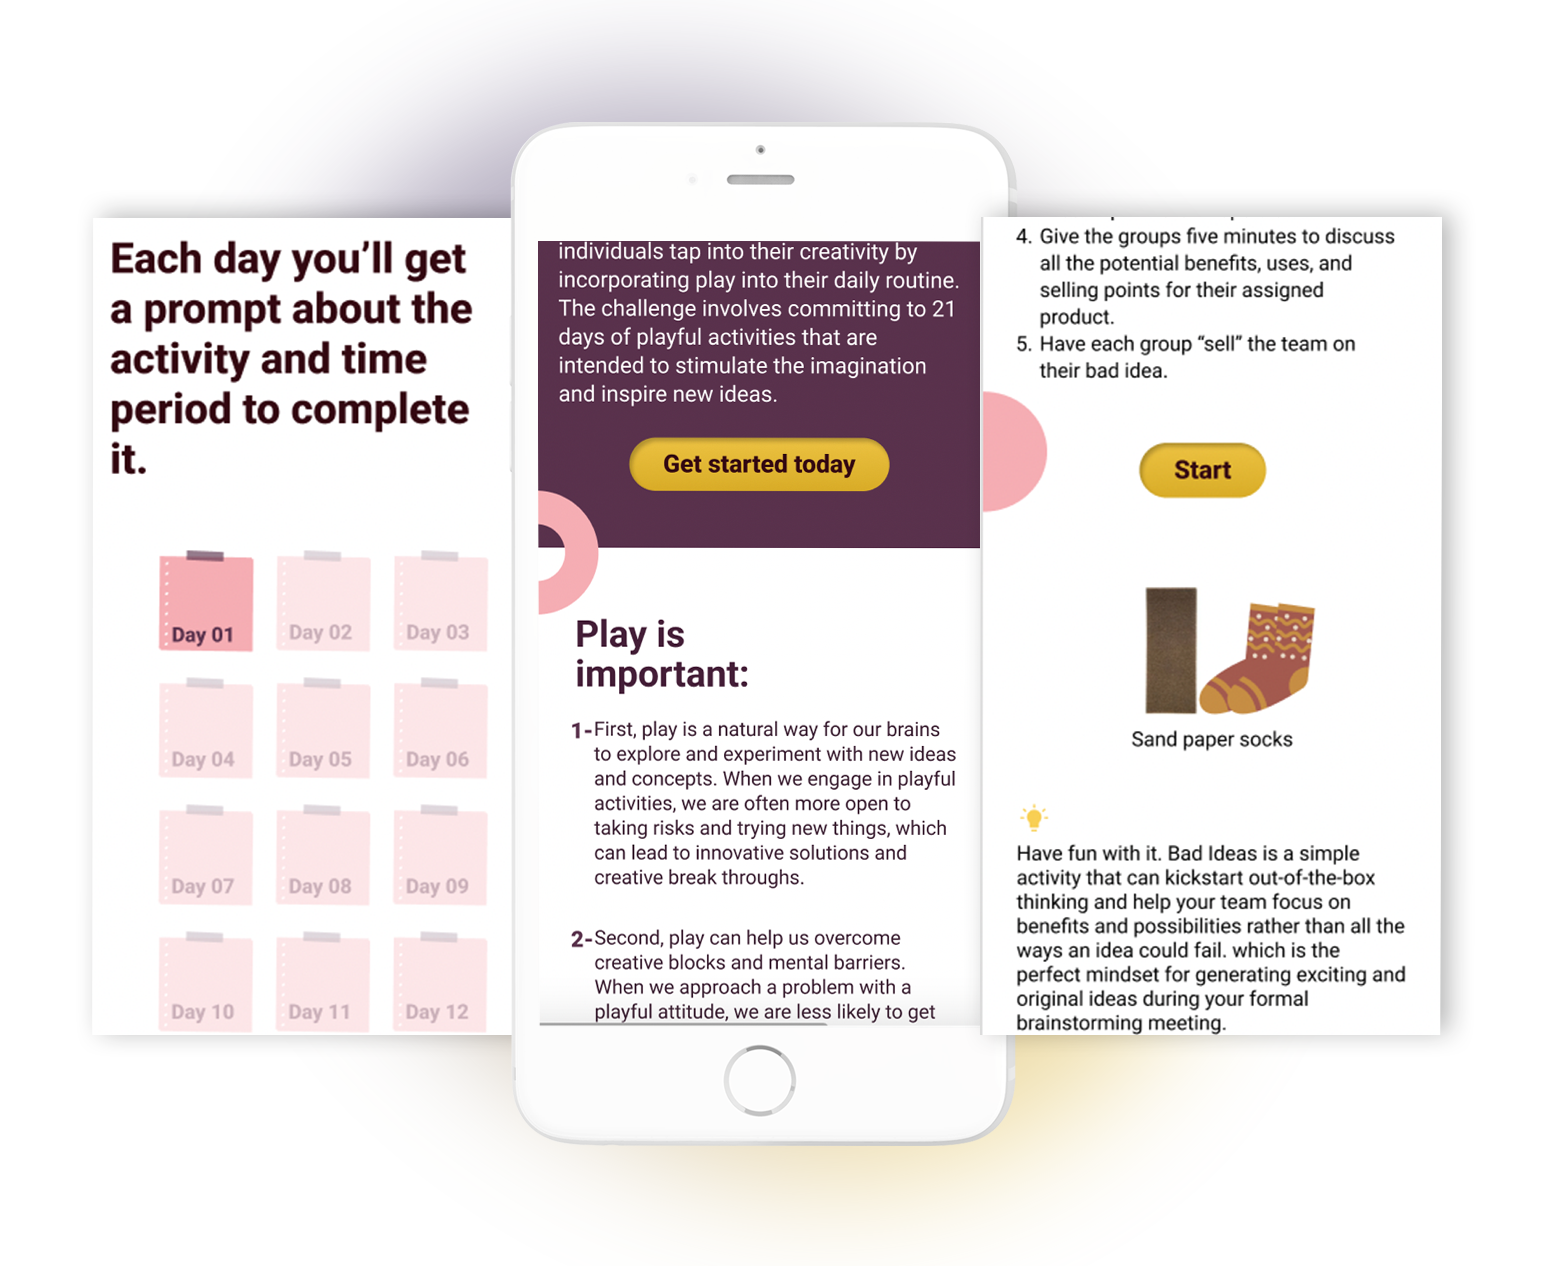 Each day you’ll get
a prompt about the
activity and time
period to complete
it.
Day 01
Day 02
Day 03
Day 04
Day 05
Day 06
Day 07
Day 08
Day 09
Day 10
Day 11
Day 12
individuals tap into their creativity by
incorporating play into their daily routine.
The challenge involves committing to 21
days of playful activities that are
intended to stimulate the imagination
and inspire new ideas.
Get started today
Play is
important:
1-First, play is a natural way for our brains
to explore and experiment with new ideas
and concepts. When we engage in playful
activities, we are often more open to
taking risks and trying new things, which
can lead to innovative solutions and
creative break throughs.
2-Second, play can help us overcome
creative blocks and mental barriers.
When we approach a problem with a
playful attitude, we are less likely to get
4. Give the groups five minutes to discuss
all the potential benefits, uses, and
selling points for their assigned
product.
5. Have each group “sell” the team on
their bad idea.
Start
Sand paper socks
Have fun with it. Bad Ideas is a simple
activity that can kickstart out-of-the-box
thinking and help your team focus on
benefits and possibilities rather than all the
ways an idea could fail. which is the
perfect mindset for generating exciting and
original ideas during your formal
brainstorming meeting.